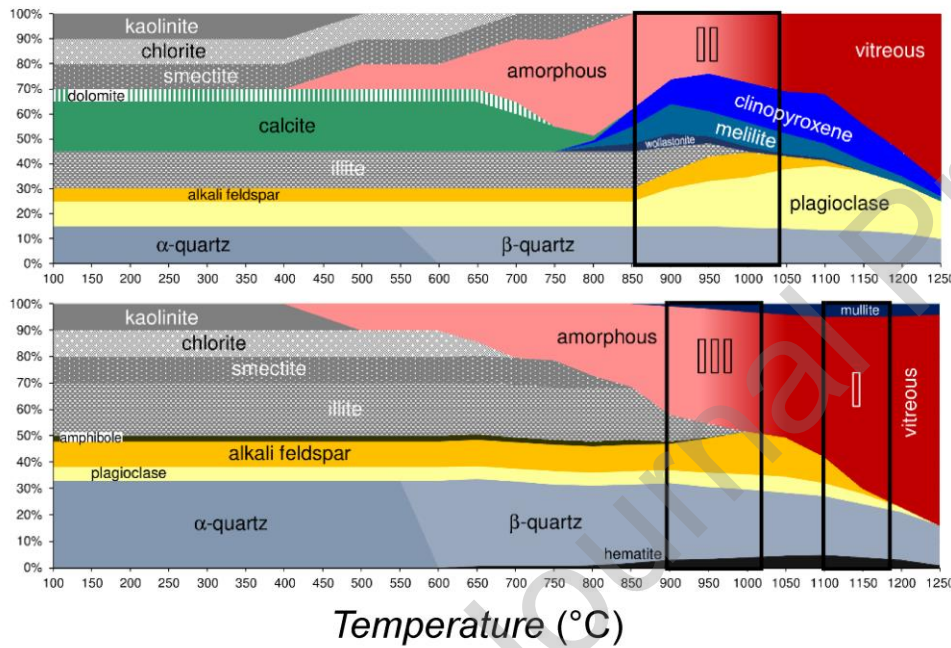 100%
90%
80%
70%
60%
50%
40%
30%
20%
10%
0%
kaolinite
chlorite
smectite
dolomite
calcite
illite
alkali feldspar
α-quartz
β-quartz
amorphous
II
vitreous
clinopyroxene
melilite
wollastonite
plagioclase
100 150 200 250 300 350 400 450 500 550 600 650 700 750 800 850 900 950 1000 1050 1100 1150 1200 1250
100%
90%
80%
70%
60%
50%
40%
30%
20%
10%
0%
kaolinite
chlorite
smectite
illite
amphibole
alkali feldspar
plagioclase
α-quartz
β-quartz
hematite
amorphous
III
mullite
I
vitreous
100 150 200 250 300 350 400 450 500 550 600 650 700 750 800 850 900 950 1000 1050 1100 1150 1200 1250
Temperature (°C)
Journal Pr